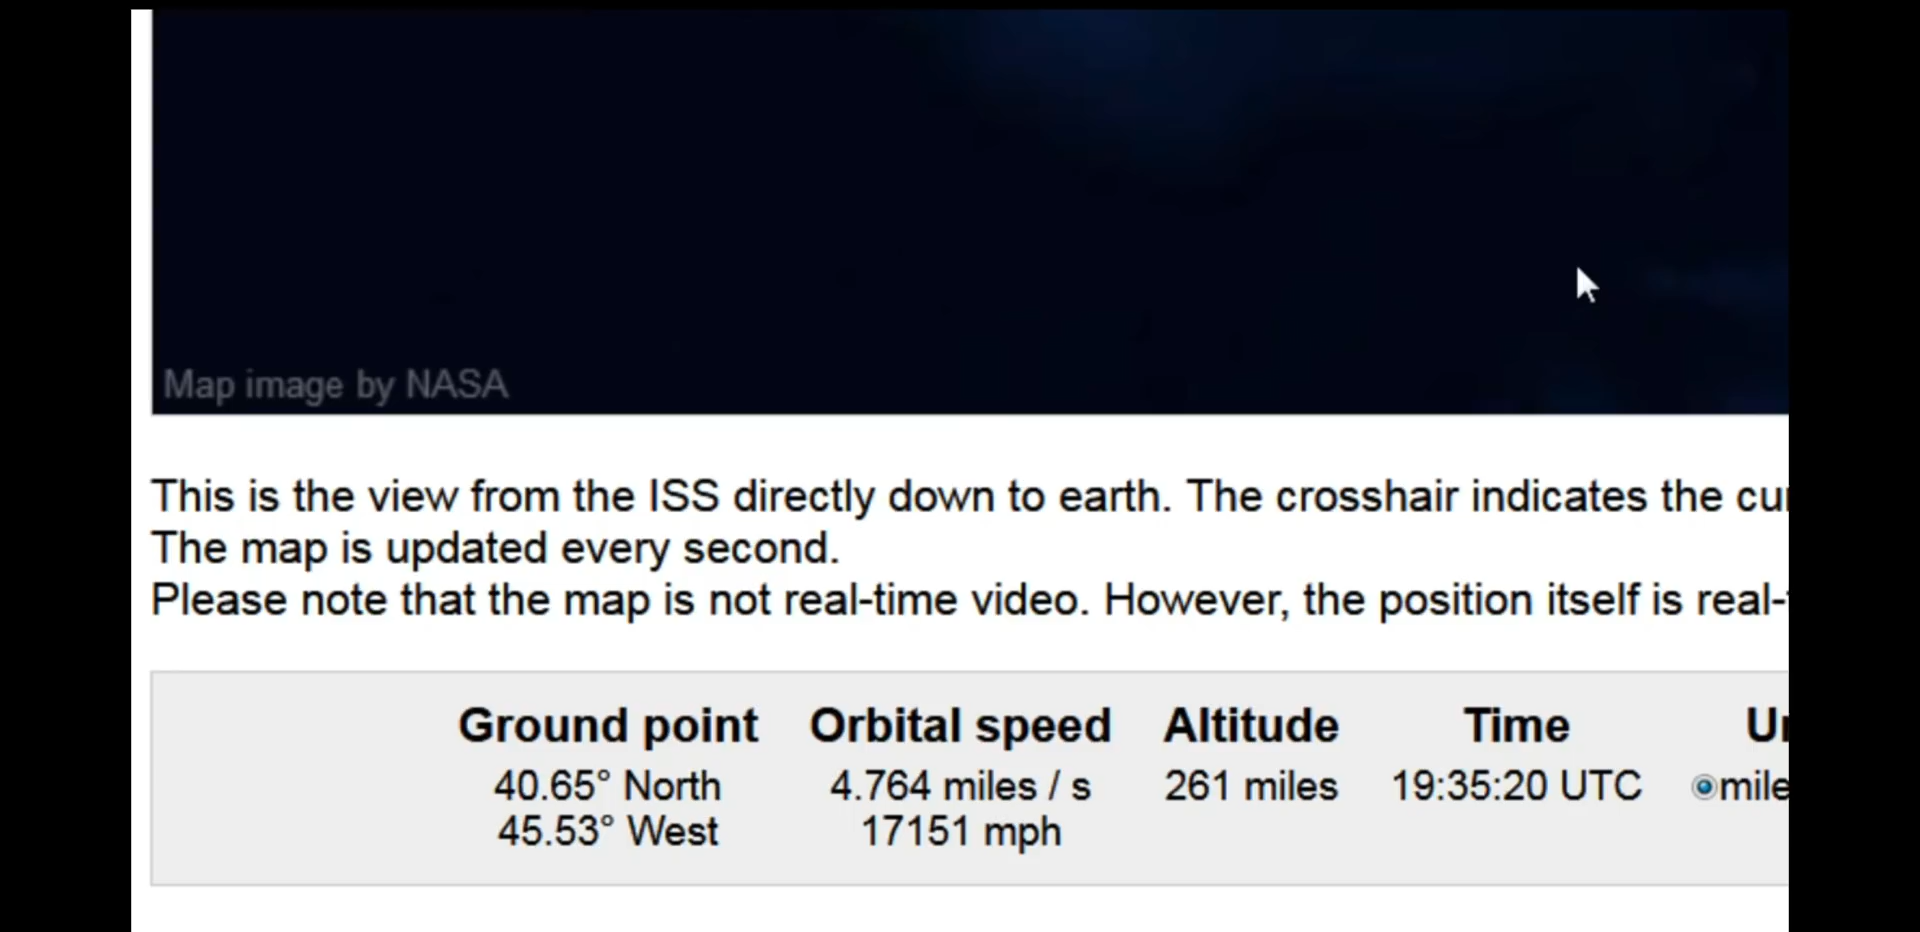 Map image by NASA
This is the view from the ISS directly down to earth. The crosshair indicates the
The map is updated every second.
Please note that the map is not real-time video. However, the position itself is real-
Ground point Orbital speed Altitude Time
40.65° North 4.764 miles / s 261 miles 19:35:20 UTC
45.53° West 17151 mph